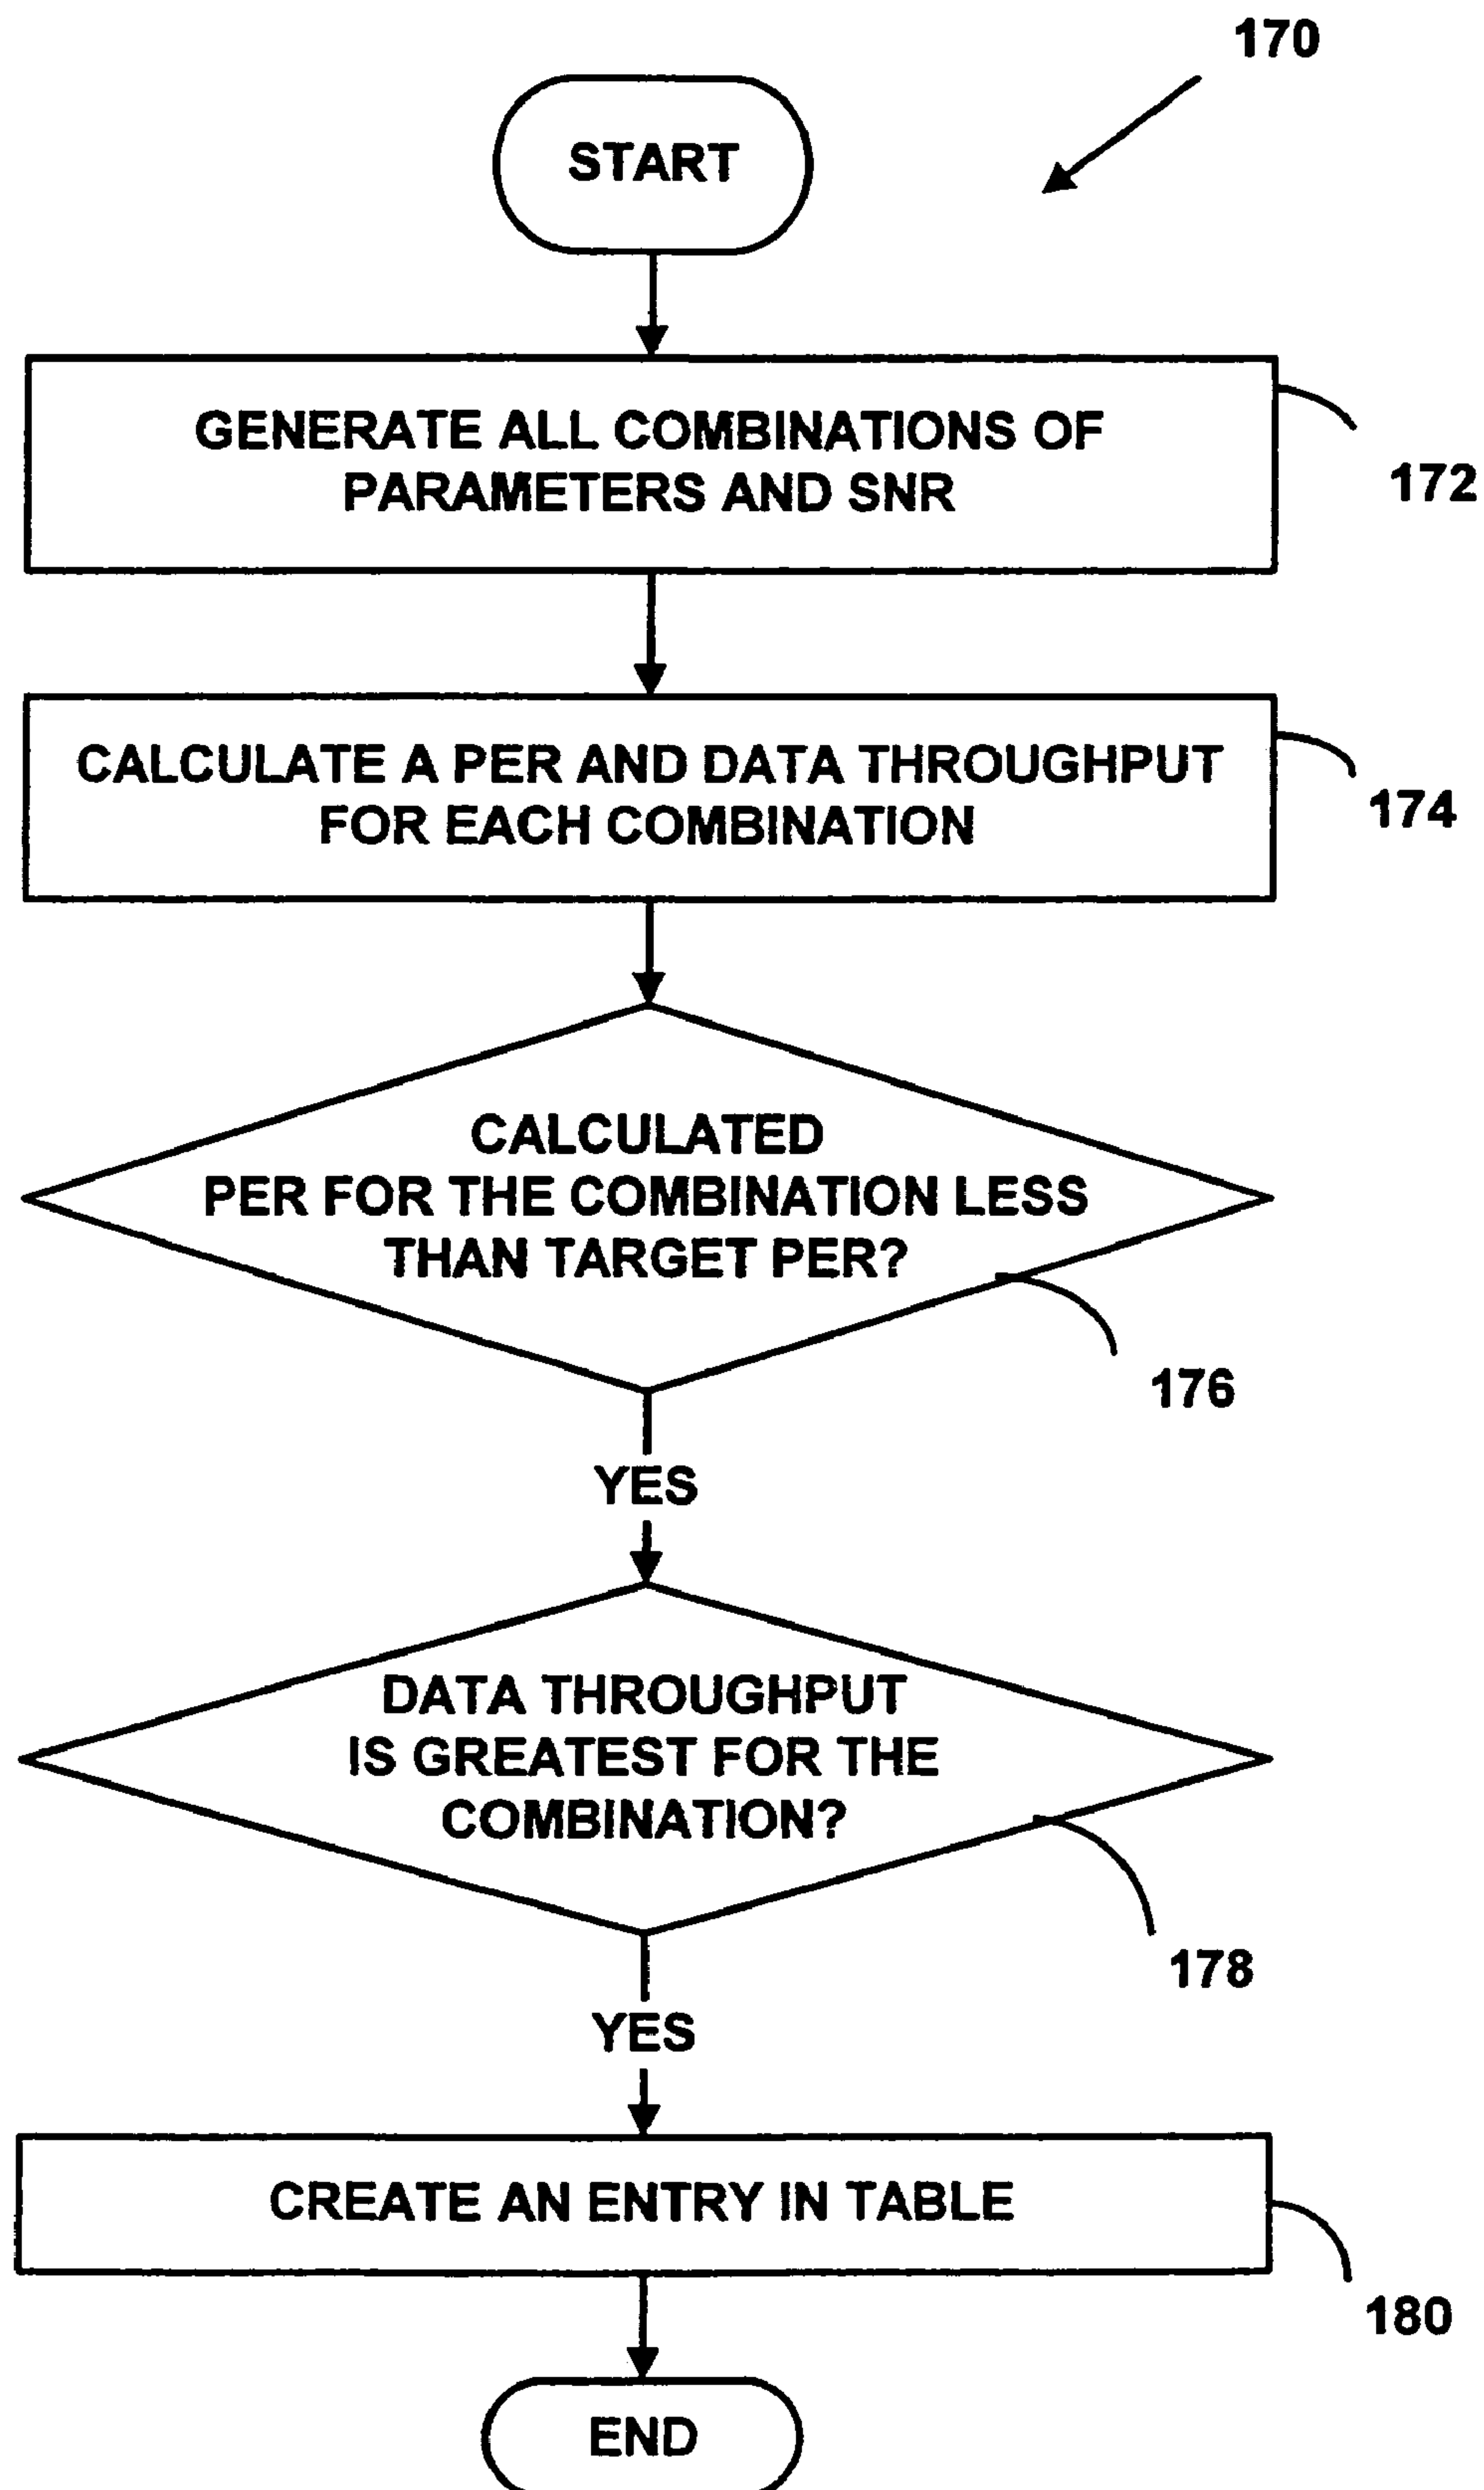 170
START
GENERATE ALL COMBINATIONS OF
PARAMETERS AND SNR
172
CALCULATE A PER AND DATA THROUGHPUT
FOR EACH COMBINATION
174
CALCULATED
PER FOR THE COMBINATION LESS
THAN TARGET PER?
176
YES
DATA THROUGHPUT
IS GREATEST FOR THE
COMBINATION?
178
YES
CREATE AN ENTRY IN TABLE
180
END